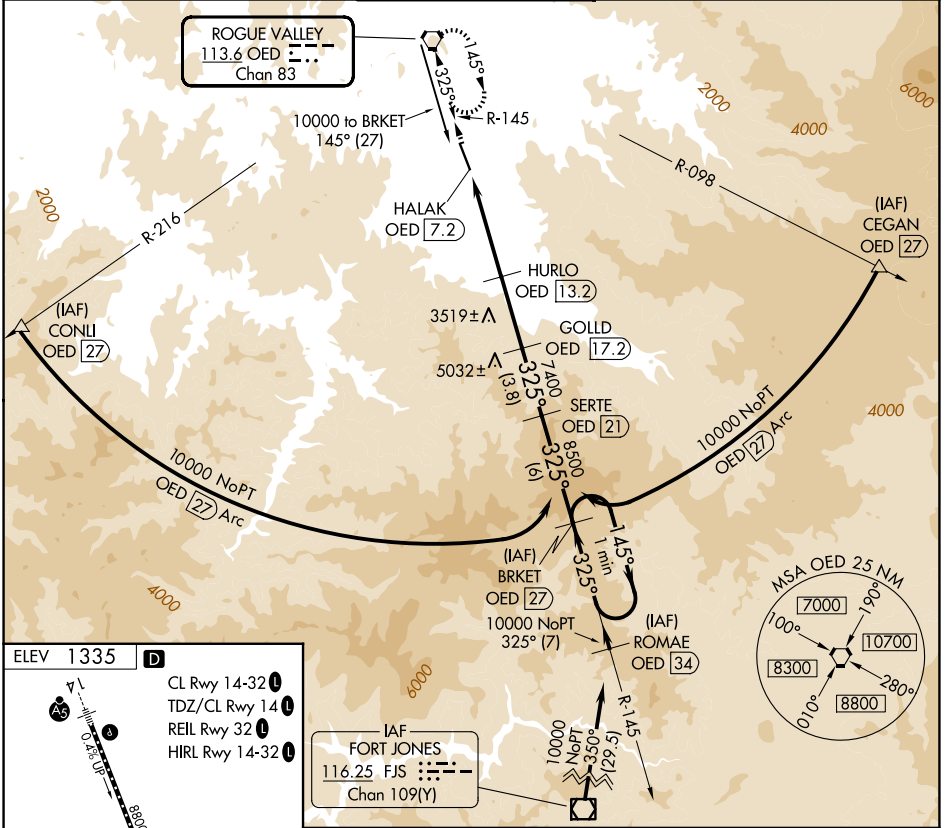 ROGUE VALLEY
113.6 OED
Chan 83
145°
325°
R-145
10000 to BRKET
145° (27)
2000
6000
4000
R-098
2000
R-216
HALAK
OED 7.2
(IAF)
CEGAN
OED 27
HURLO
OED 13.2
(IAF)
CONLI
OED 27
3519±
GOLLD
OED 17.2
5032±
7400
325°
(3.8)
SERTE
OED 21
4000
10000 NoPT
OED 27 Arc
8500
325°
(6)
10000 NoPT
OED 27 Arc
145°
1 min
325°
(IAF)
BRKET
OED 27
4000
10000 NoPT
325° (7)
(IAF)
ROMAE
OED 34
MSA OED 25 NM
7000
190°
100°
10700
8300
280°
8800
010°
6000
R-145
ELEV 1335
D
14
A5
P
0.4% UP
8800
CL Rwy 14-32 L
TDZ/CL Rwy 14 L
REIL Rwy 32 L
HIRL Rwy 14-32 L
IAF
FORT JONES
116.25 FJS
Chan 109(Y)
10000
NoPT
350°
(29.5)